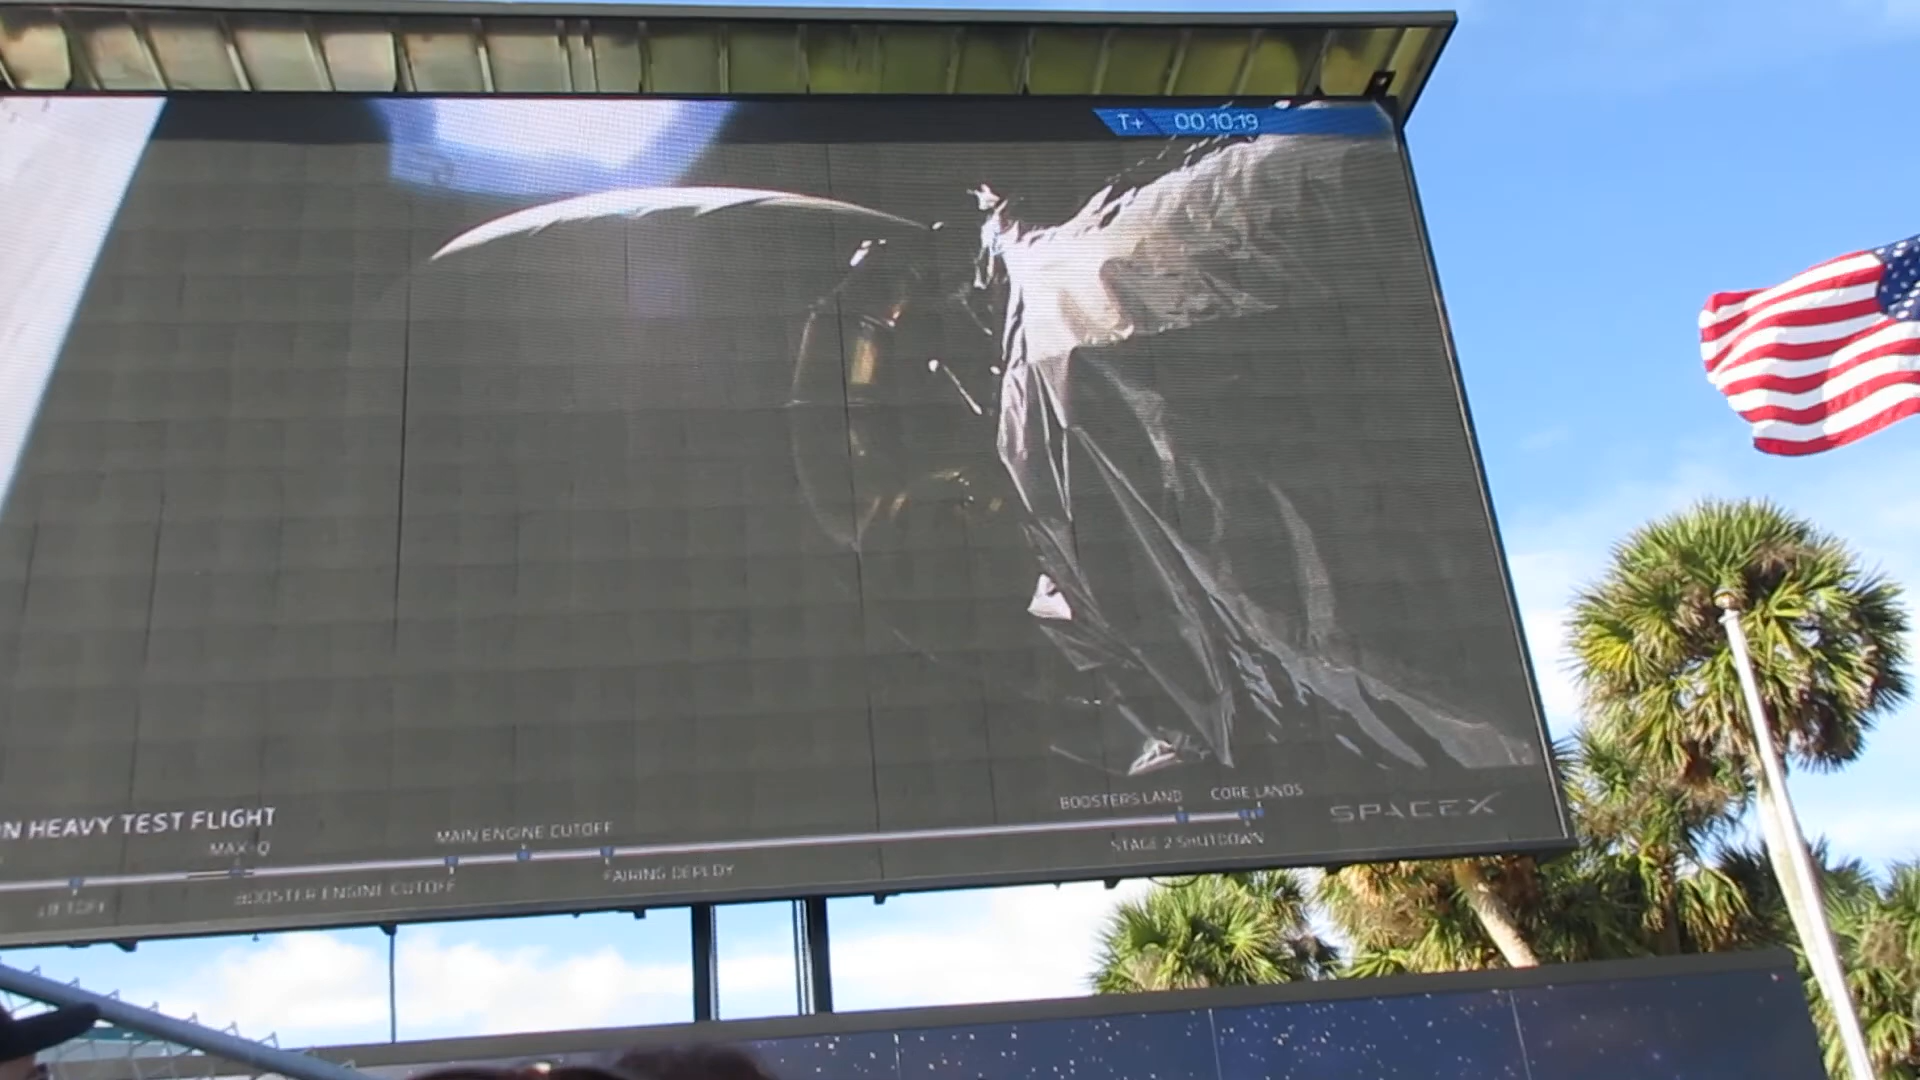 T+ 00:10:19
N HEAVY TEST FLIGHT
MAX-Q
MAIN ENGINE CUTOFF
BOOSTERS LAND
CORE LANDS
SPACEX
LIFTOFF
BOOSTER ENGINE CUTOFF
FAIRING DEPLOY
STAGE 2 SHUTDOWN